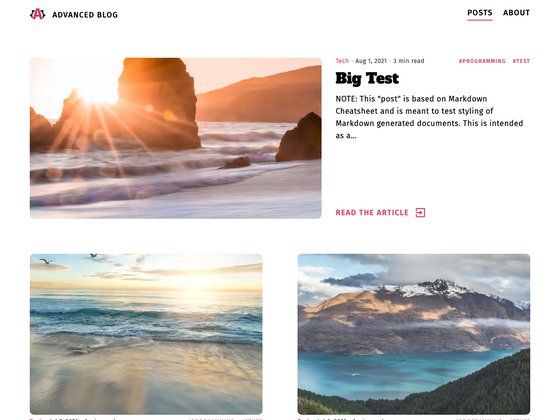 ADVANCED BLOG
POSTS ABOUT
Tech · Aug 1, 2021 · 3 min read #PROGRAMMING #TEST
Big Test
NOTE: This "post" is based on Markdown
Cheatsheet and is meant to test styling of
Markdown generated documents. This is intended
as a...
READ THE ARTICLE